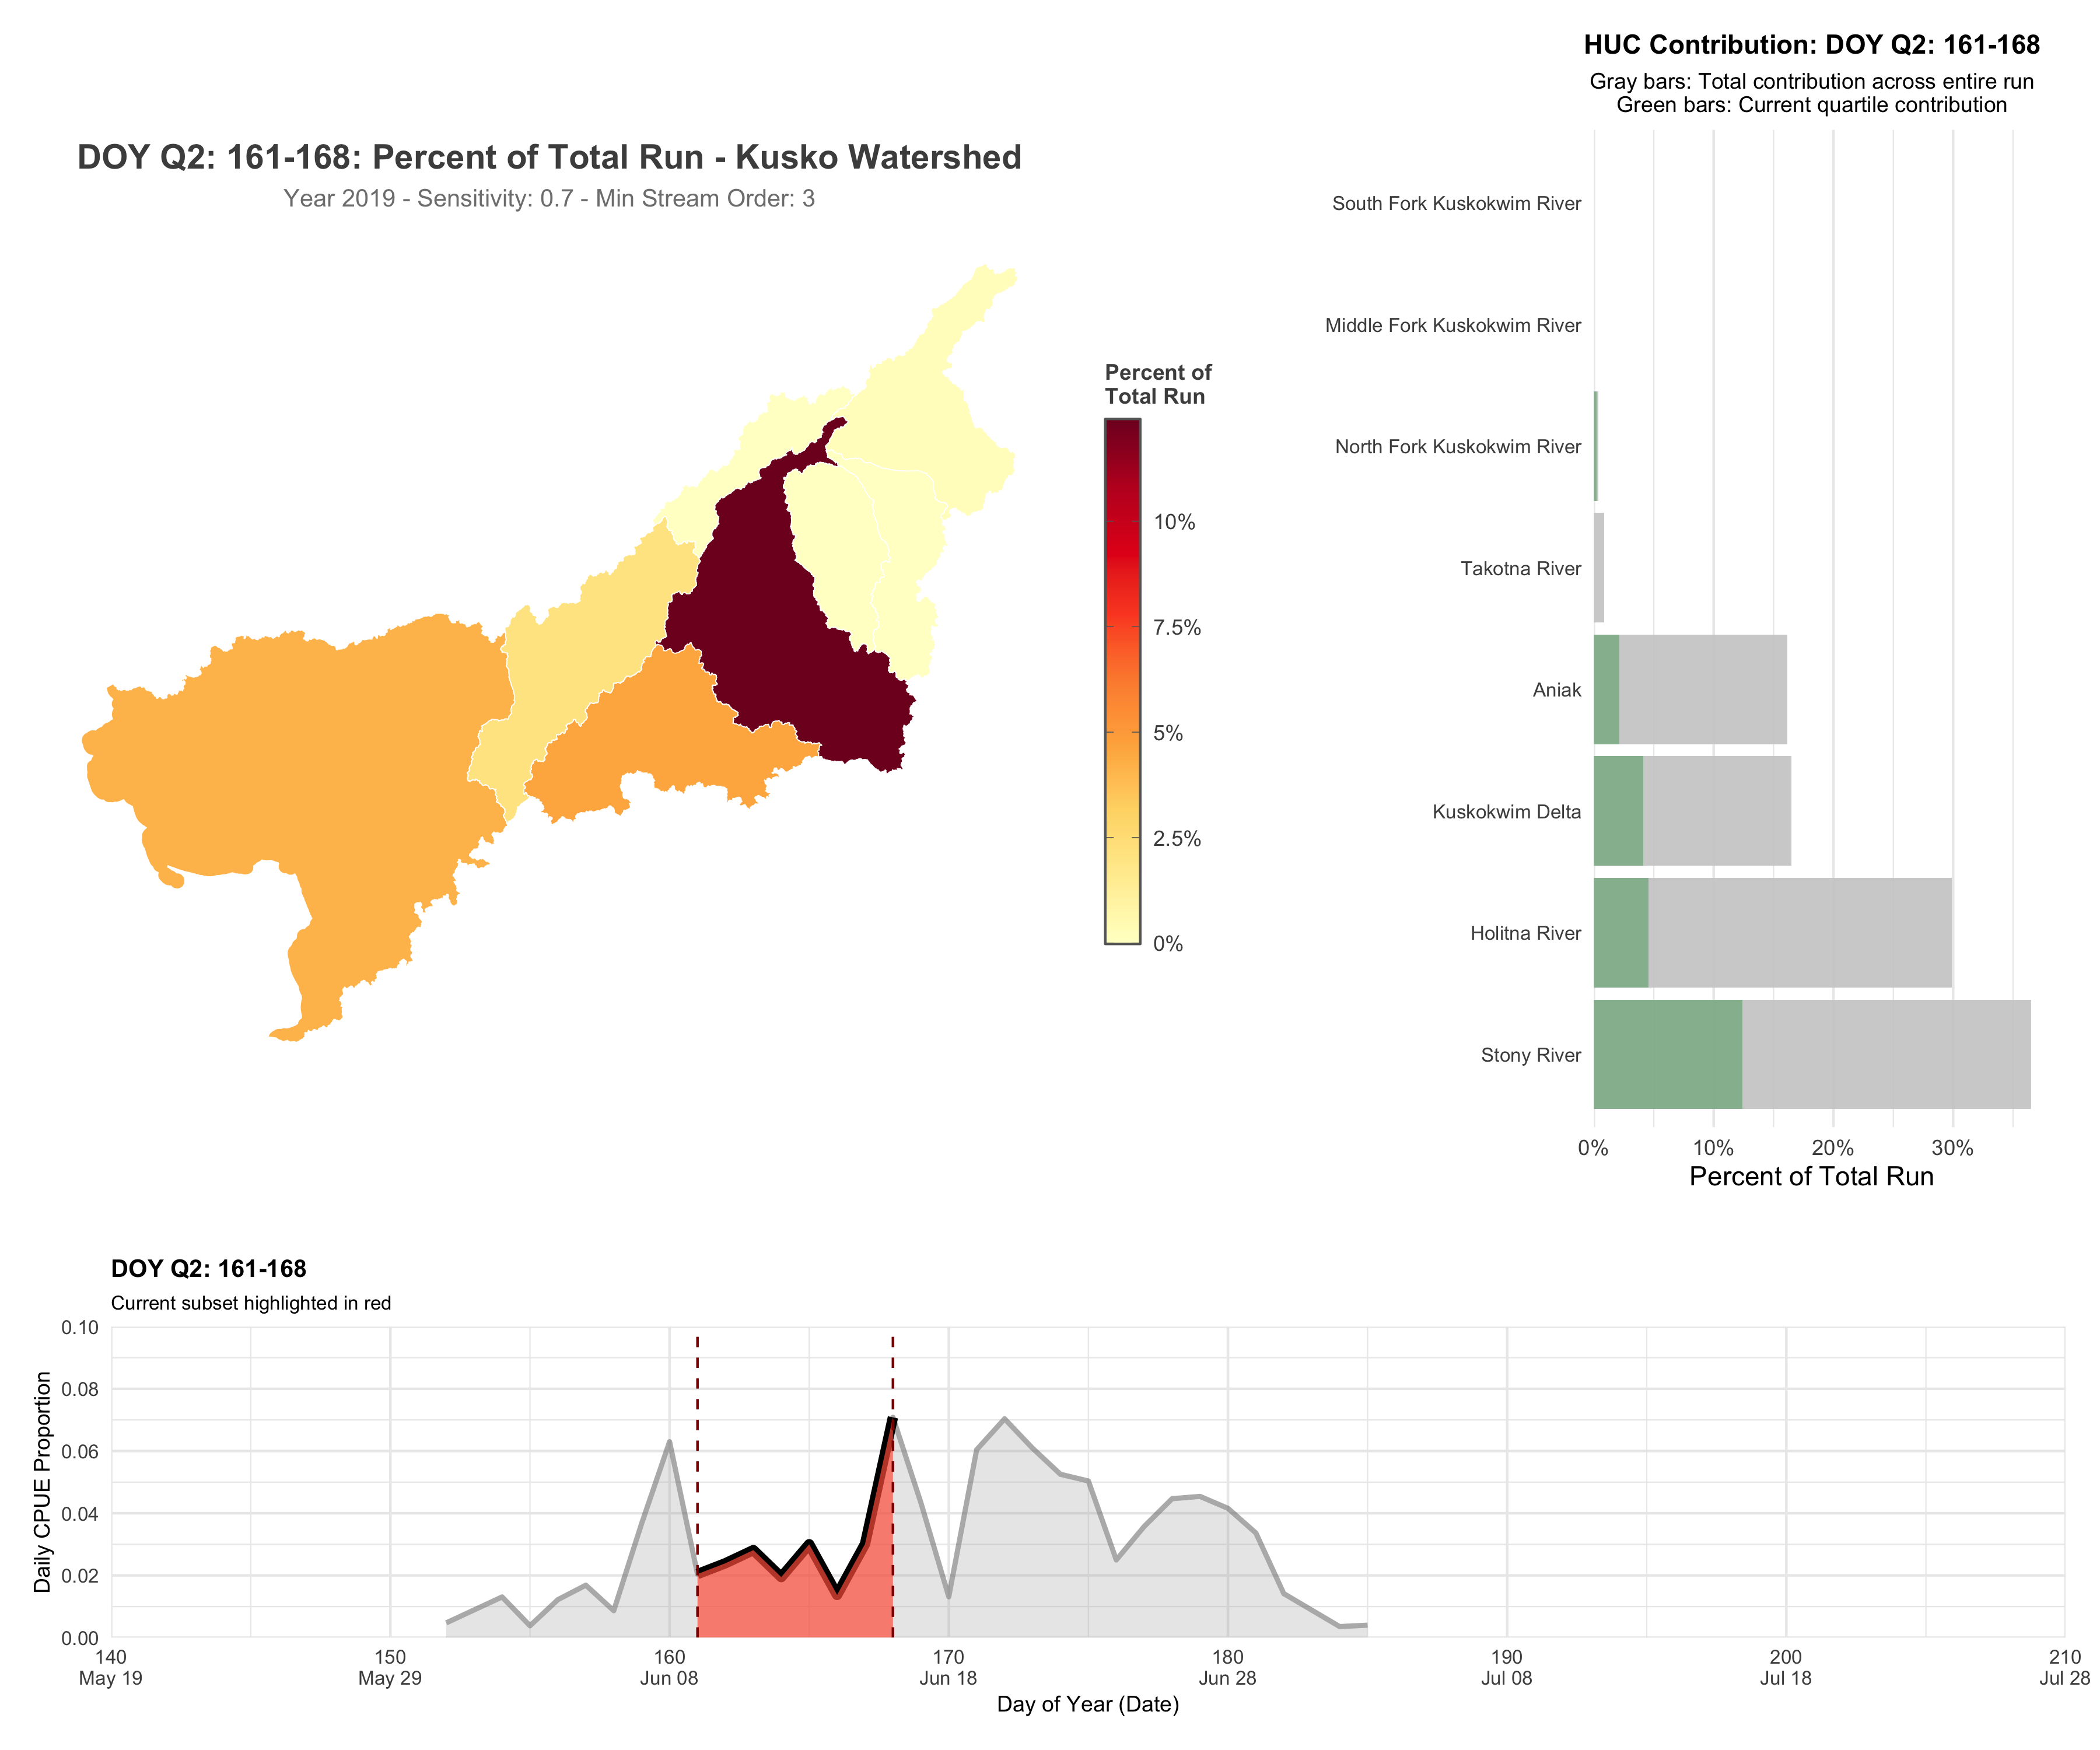 HUC Contribution: DOY Q2: 161-168
Gray bars: Total contribution across entire run
Green bars: Current quartile contribution
DOY Q2: 161-168: Percent of Total Run - Kusko Watershed
Year 2019 - Sensitivity: 0.7 - Min Stream Order: 3
Percent of
Total Run
10%
7.5%
5%
2.5%
0%
South Fork Kuskokwim River
Middle Fork Kuskokwim River
North Fork Kuskokwim River
Takotna River
Aniak
Kuskokwim Delta
Holitna River
Stony River
0% 10% 20% 30%
Percent of Total Run
DOY Q2: 161-168
Current subset highlighted in red
Daily CPUE Proportion
0.10
0.08
0.06
0.04
0.02
0.00
140 150 160 170 180 190 200 210
May 19 May 29 Jun 08 Jun 18 Jun 28 Jul 08 Jul 18 Jul 28
Day of Year (Date)